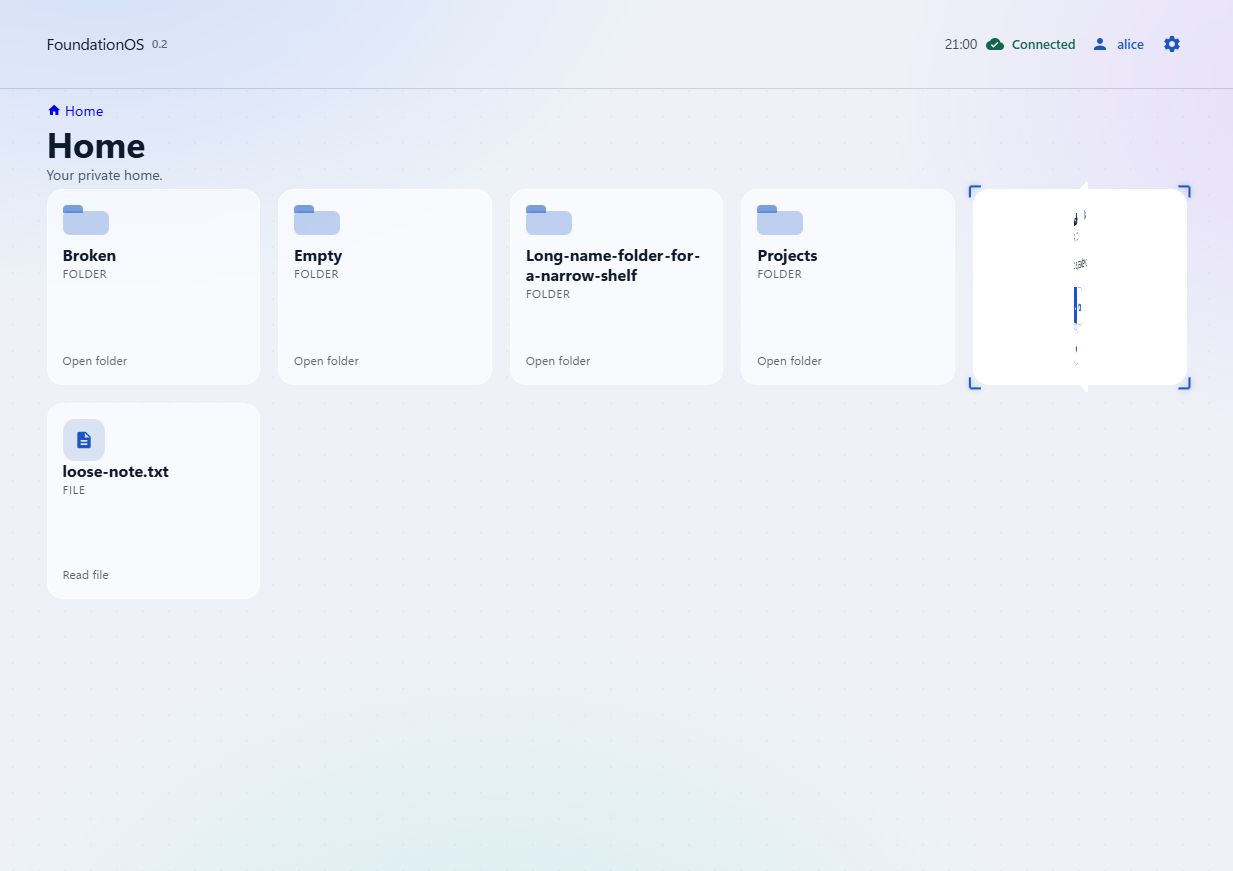 FoundationOS 0.2
21:00 Connected alice
Home
Home
Your private home.
Broken
FOLDER
Open folder
Empty
FOLDER
Open folder
Long-name-folder-for-
a-narrow-shelf
FOLDER
Open folder
Projects
FOLDER
Open folder
loose-note.txt
FILE
Read file